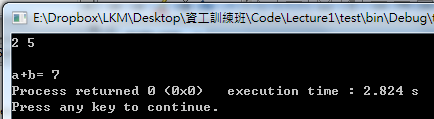 E:\Dropbox\LKM\Desktop\資工訓練班\Code\Lecture1\test\bin\Debug\
2 5
a+b= 7
Process returned 0 (0x0)   execution time : 2.824 s
Press any key to continue.